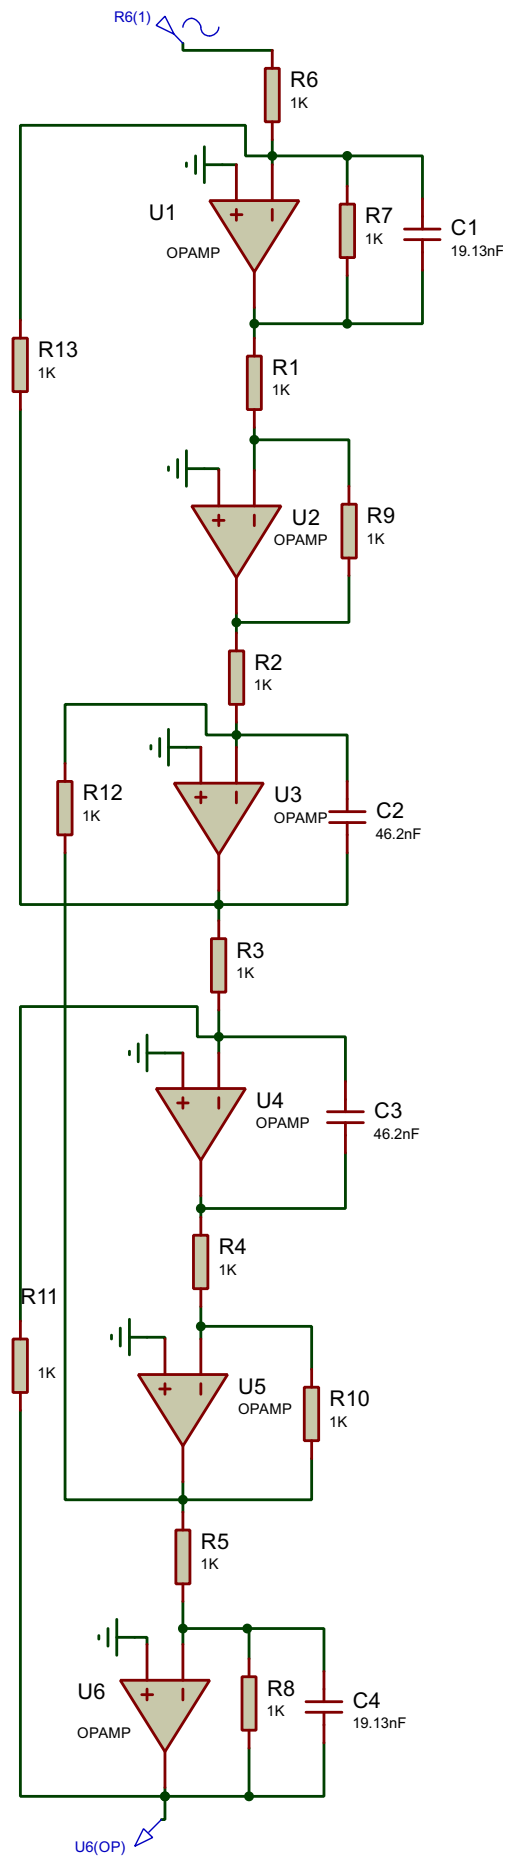 R6(1)
R6
1K
U1
+
−
OPAMP
R7
1K
C1
19.13nF
R13
1K
R1
1K
+
−
U2
OPAMP
R9
1K
R2
1K
R12
1K
+
−
U3
OPAMP
C2
46.2nF
R3
1K
+
−
U4
OPAMP
C3
46.2nF
R4
1K
R11
1K
+
−
U5
OPAMP
R10
1K
R5
1K
U6
+
−
OPAMP
R8
1K
C4
19.13nF
U6(OP)